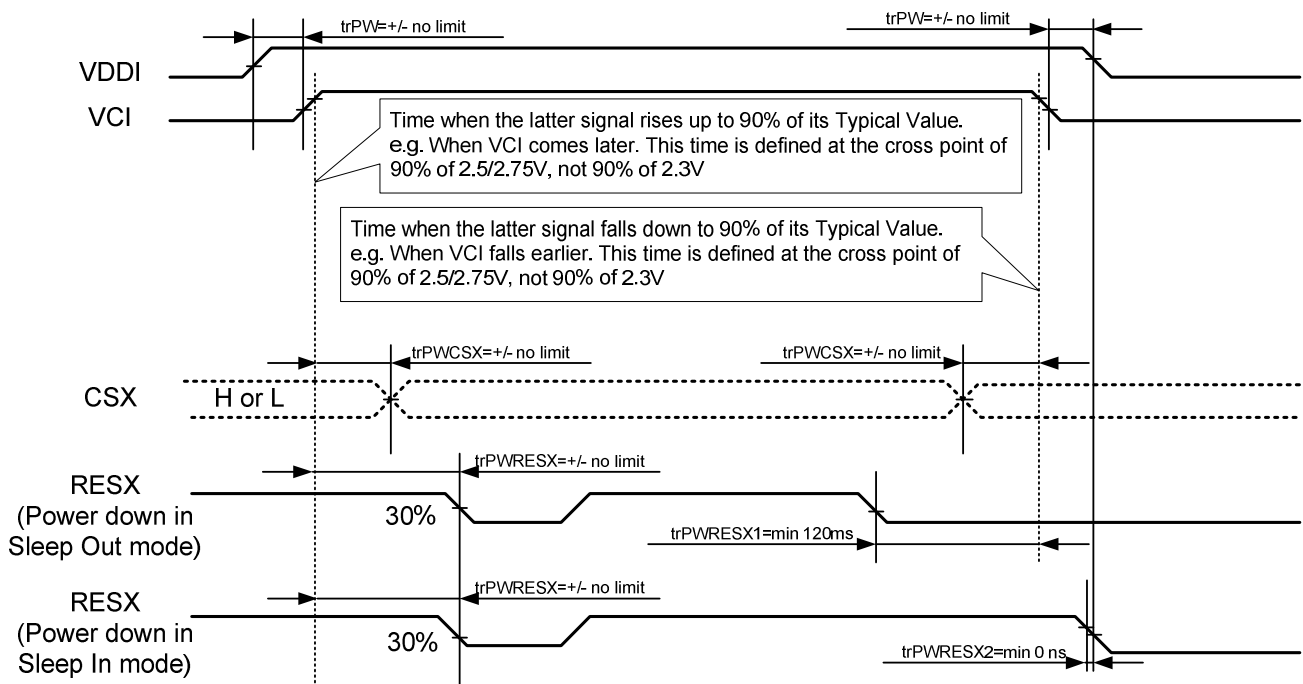 trPW=+/- no limit
trPW=+/- no limit
VDDI
VCI
Time when the latter signal rises up to 90% of its Typical Value.
e.g. When VCI comes later. This time is defined at the cross point of
90% of 2.5/2.75V, not 90% of 2.3V
Time when the latter signal falls down to 90% of its Typical Value.
e.g. When VCI falls earlier. This time is defined at the cross point of
90% of 2.5/2.75V, not 90% of 2.3V
trPWCSX=+/- no limit
trPWCSX=+/- no limit
CSX
H or L
trPWRESX=+/- no limit
RESX
(Power down in
Sleep Out mode)
30%
trPWRESX1=min 120ms
trPWRESX=+/- no limit
RESX
(Power down in
Sleep In mode)
30%
trPWRESX2=min 0 ns